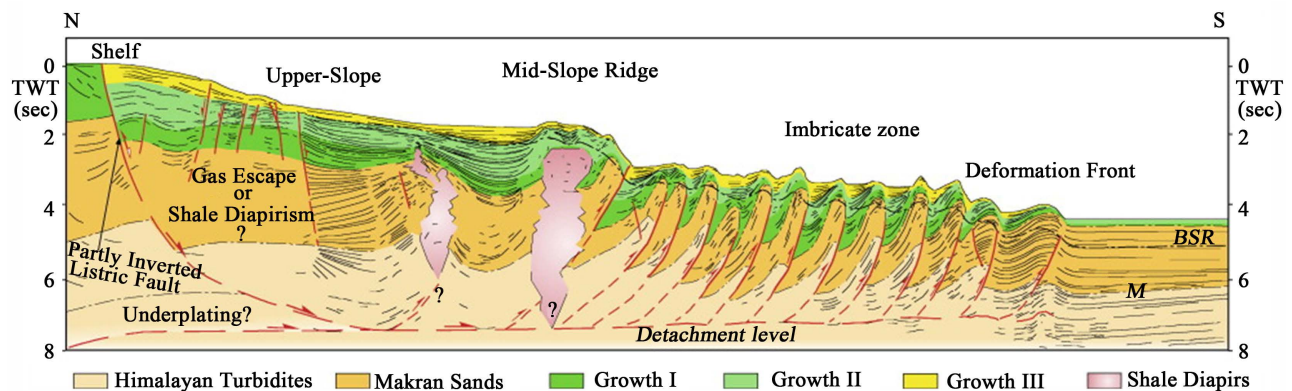 N
S
Shelf
Upper-Slope
Mid-Slope Ridge
Imbricate zone
Deformation Front
0
TWT
(sec)
2
4
6
8
0
TWT
(sec)
2
4
6
8
Gas Escape
or
Shale Diapirism
?
Partly Inverted
Listric Fault
Underplating?
?
?
Detachment level
BSR
M
Himalayan Turbidites
Makran Sands
Growth I
Growth II
Growth III
Shale Diapirs